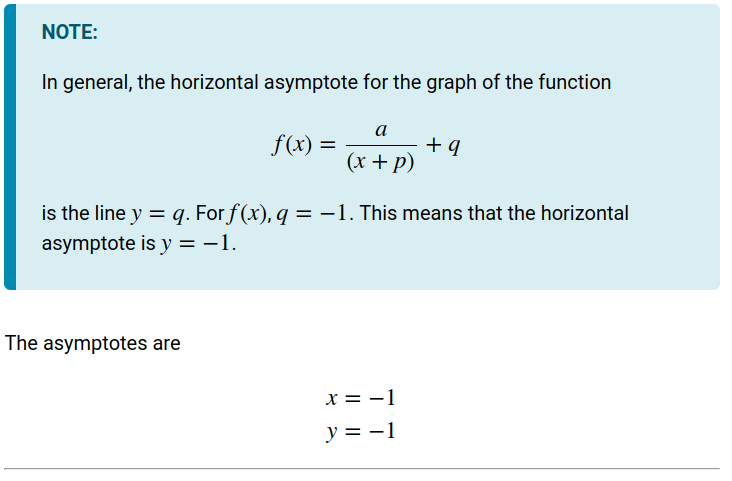 NOTE:
In general, the horizontal asymptote for the graph of the function
f(x) = a/(x + p) + q
is the line y = q. For f(x), q = −1. This means that the horizontal
asymptote is y = −1.
The asymptotes are
x = −1
y = −1